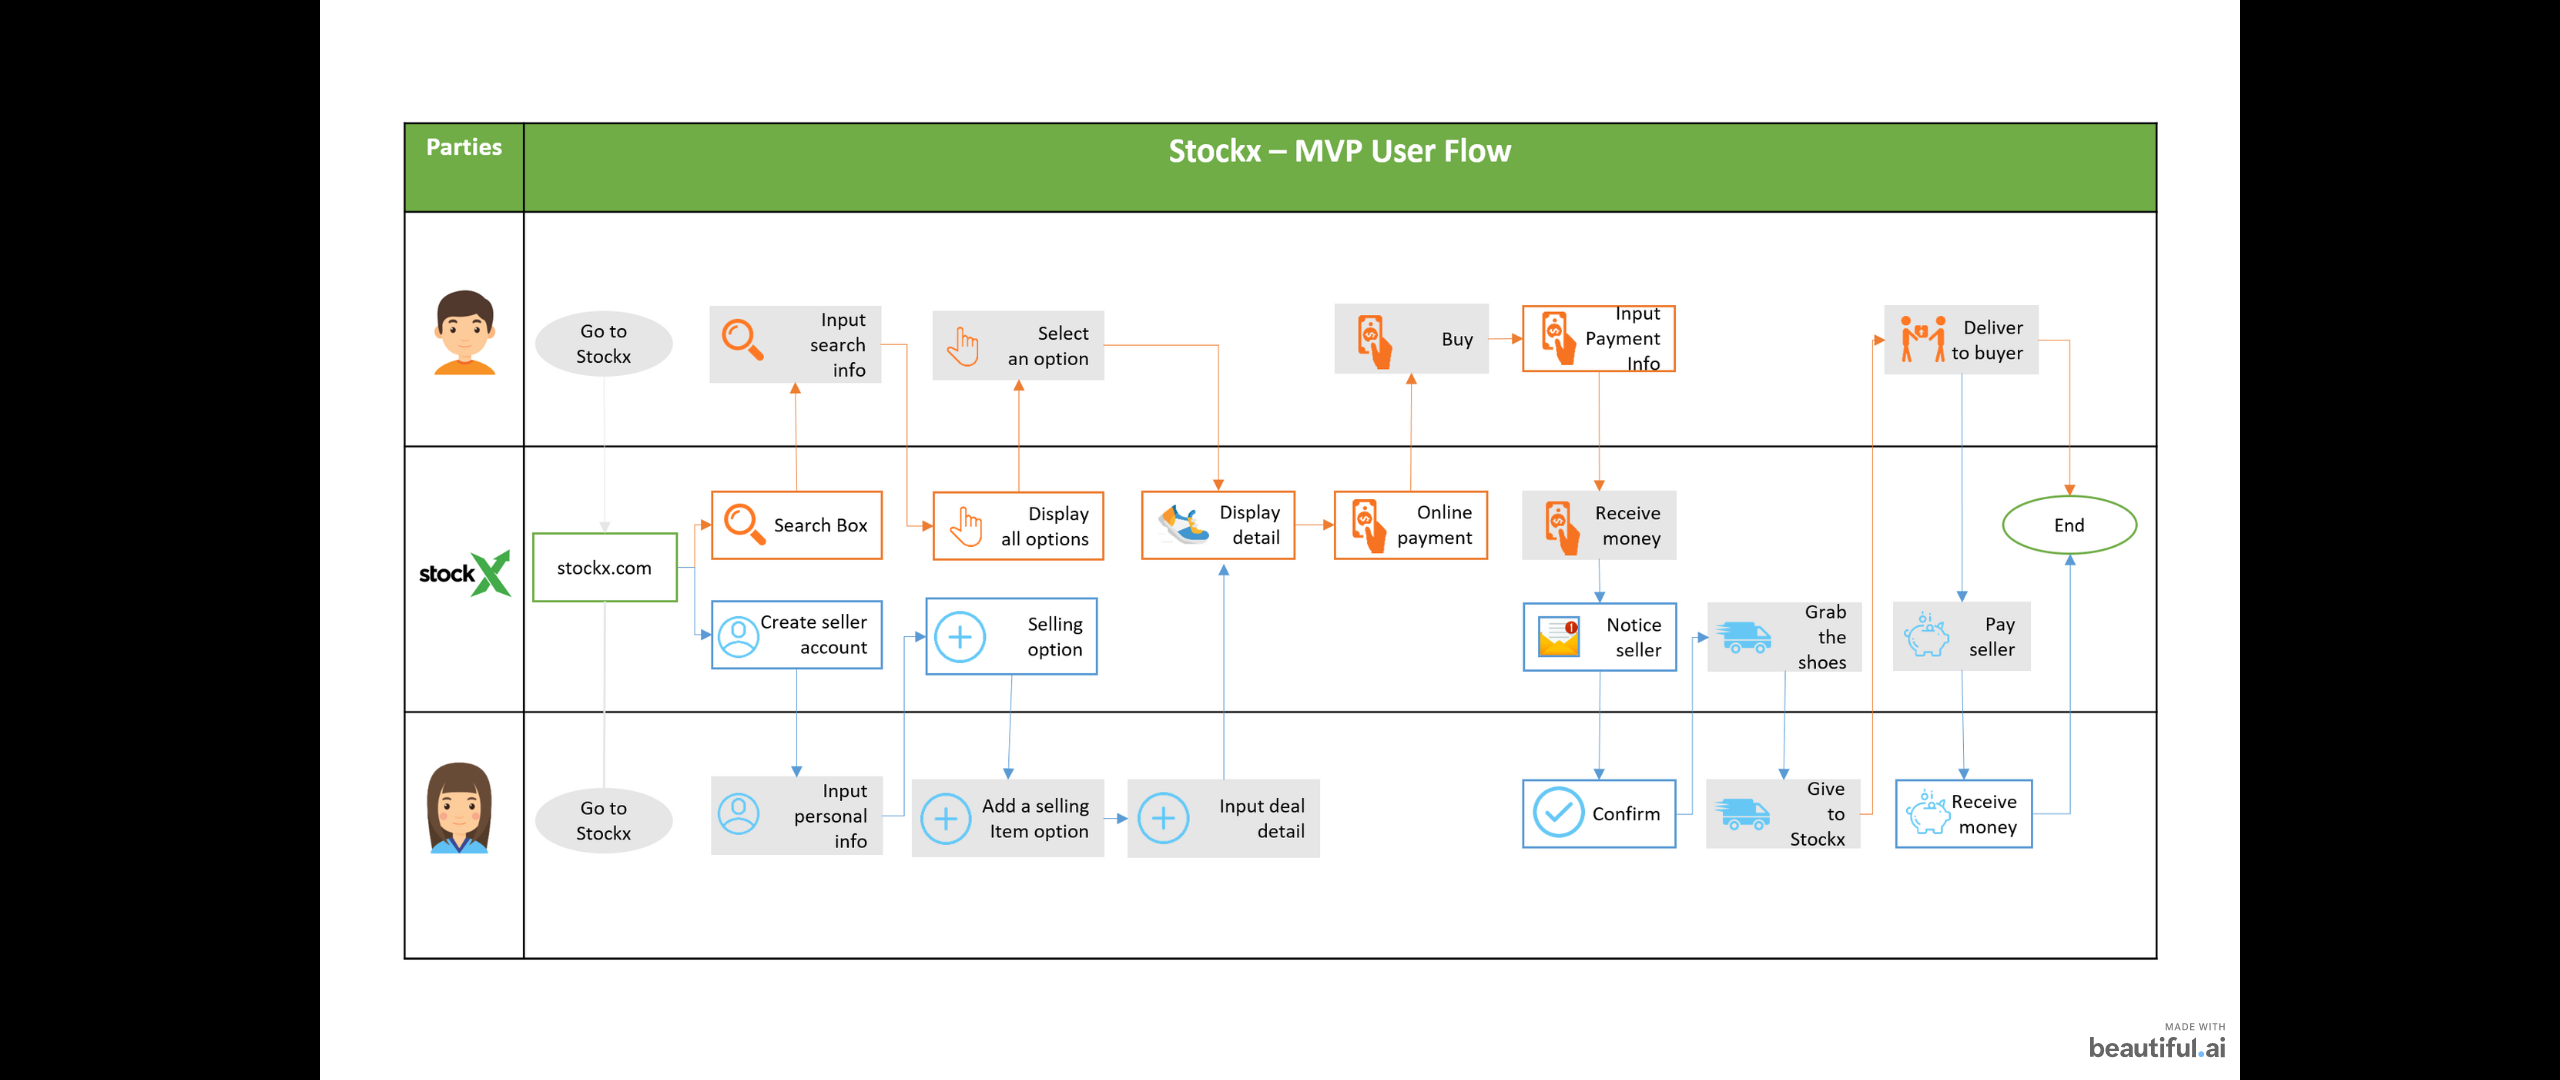 Parties
Stockx – MVP User Flow
Go to
Stockx
Input
search
info
Select
an option
Buy
Input
Payment
Info
Deliver
to buyer
stockX
stockx.com
Search Box
Display
all options
Display
detail
Online
payment
Receive
money
End
Create seller
account
Selling
option
Notice
seller
Grab
the
shoes
Pay
seller
Go to
Stockx
Input
personal
info
Add a selling
Item option
Input deal
detail
Confirm
Give
to
Stockx
Receive
money
MADE WITH
beautiful.ai